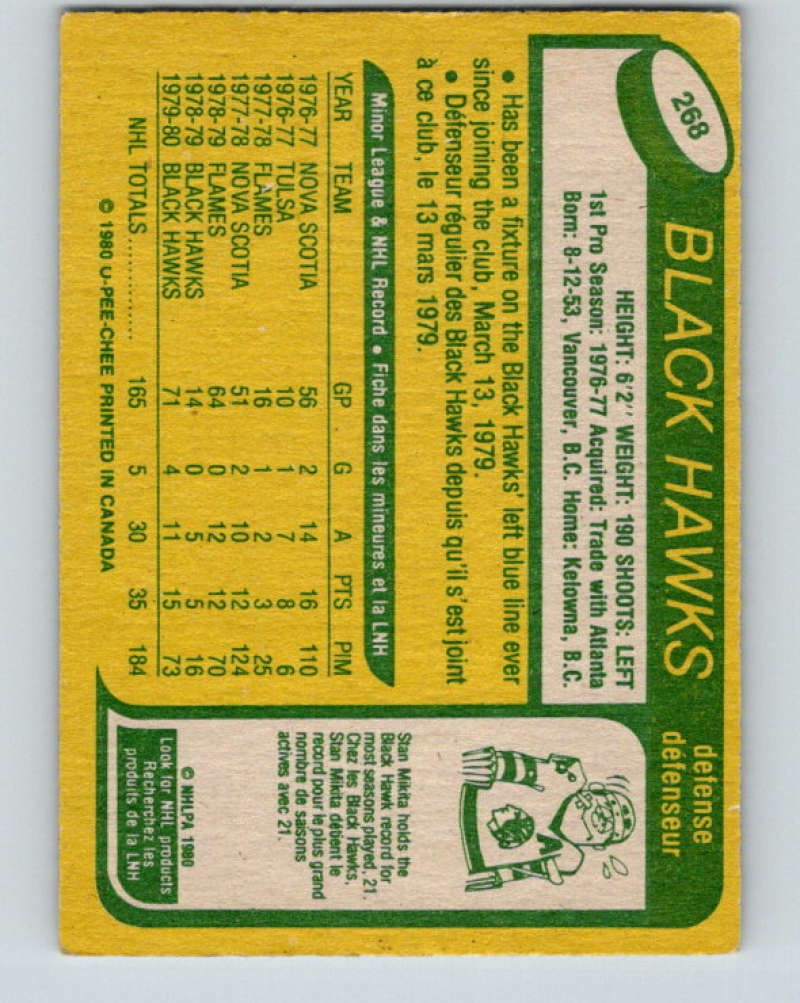 268
BLACK HAWKS
defense
défenseur
HEIGHT: 6'2" WEIGHT: 190 SHOOTS: LEFT
1st Pro Season: 1976-77 Acquired: Trade with Atlanta
Born: 8-12-53, Vancouver, B.C. Home: Kelowna, B.C.
• Has been a fixture on the Black Hawks' left blue line ever
since joining the club, March 13, 1979.
• Défenseur régulier des Black Hawks depuis qu'il s'est joint
à ce club, le 13 mars 1979.
Minor League & NHL Record • Fiche dans les mineures et la LNH
YEAR TEAM GP G A PTS PIM
1976-77 NOVA SCOTIA 56 2 14 16 110
1976-77 TULSA 10 1 7 8 6
1977-78 FLAMES 16 1 2 3 25
1977-78 NOVA SCOTIA 51 2 10 12 124
1978-79 FLAMES 64 0 12 12 70
1978-79 BLACK HAWKS 14 0 5 5 16
1979-80 BLACK HAWKS 71 4 11 15 73
NHL TOTALS .............. 165 5 30 35 184
© 1980 O-PEE-CHEE PRINTED IN CANADA
A
Stan Mikita holds the
Black Hawk record for
most seasons played, 21.
Chez les Black Hawks,
Stan Mikita détient le
record pour le plus grand
nombre de saisons
actives avec 21.
© NHLPA 1980
Look for NHL products
Recherchez les
produits de la LNH